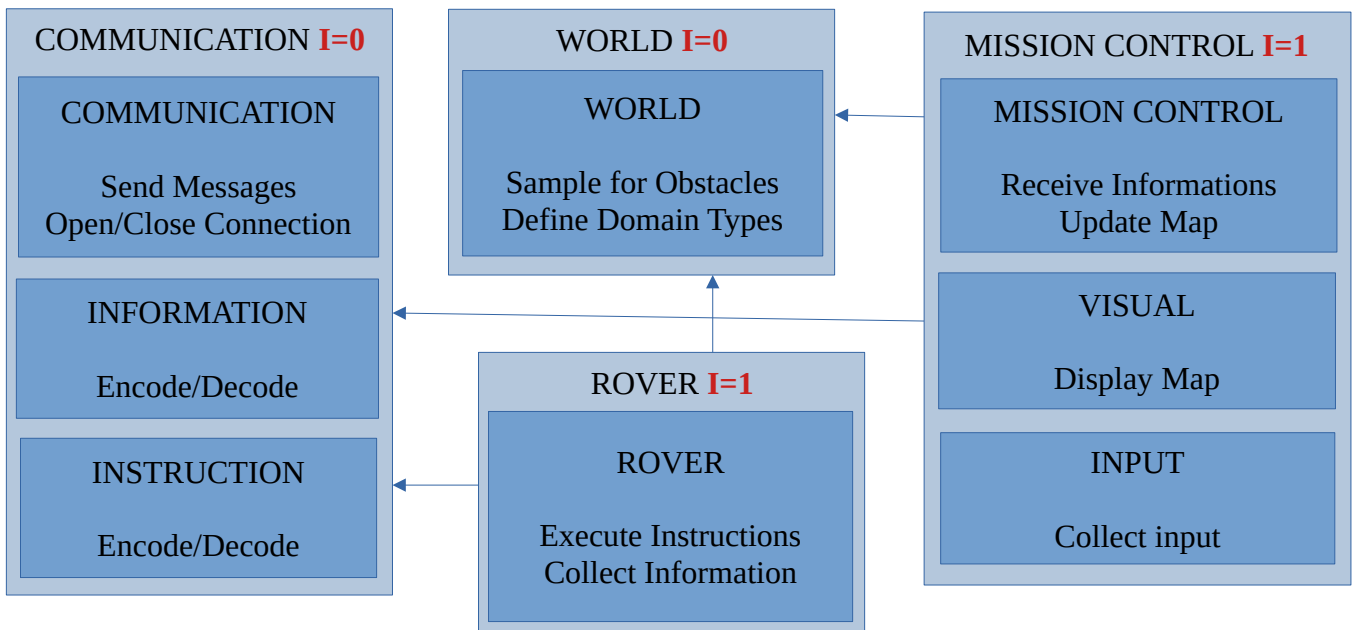 COMMUNICATION I=0
COMMUNICATION
Send Messages
Open/Close Connection
INFORMATION
Encode/Decode
INSTRUCTION
Encode/Decode
WORLD I=0
WORLD
Sample for Obstacles
Define Domain Types
ROVER I=1
ROVER
Execute Instructions
Collect Information
MISSION CONTROL I=1
MISSION CONTROL
Receive Informations
Update Map
VISUAL
Display Map
INPUT
Collect input